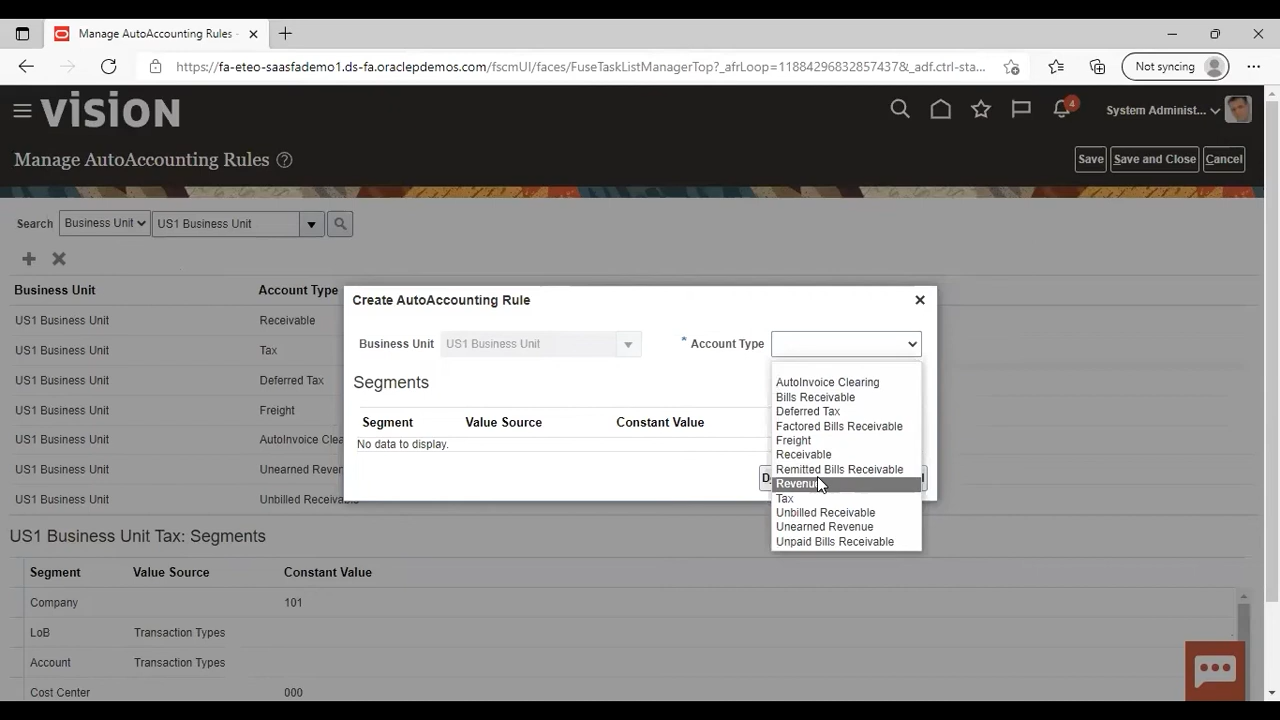 Manage AutoAccounting Rules -
https://fa-eteo-saasfademo1.ds-fa.oraclepdemos.com/fscmUI/faces/FuseTaskListManagerTop?_afrLoop=11884296832857437&_adf.ctrl-sta...
Not syncing
VISION
4
System Administ...
Manage AutoAccounting Rules
Save
Save and Close
Cancel
Search Business Unit US1 Business Unit
Business Unit Account Type
US1 Business Unit Receivable
US1 Business Unit Tax
US1 Business Unit Deferred Tax
US1 Business Unit Freight
US1 Business Unit AutoInvoice Clea
US1 Business Unit Unearned Reven
US1 Business Unit Unbilled Receivab
Create AutoAccounting Rule
Business Unit US1 Business Unit * Account Type
Segments
Segment Value Source Constant Value
No data to display.
AutoInvoice Clearing
Bills Receivable
Deferred Tax
Factored Bills Receivable
Freight
Receivable
Remitted Bills Receivable
Revenue
Tax
Unbilled Receivable
Unearned Revenue
Unpaid Bills Receivable
US1 Business Unit Tax: Segments
Segment Value Source Constant Value
Company 101
LoB Transaction Types
Account Transaction Types
Cost Center 000